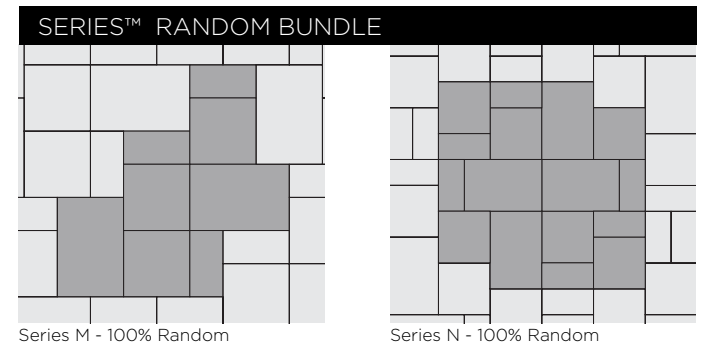 SERIES™ RANDOM BUNDLE
Series M - 100% Random
Series N - 100% Random